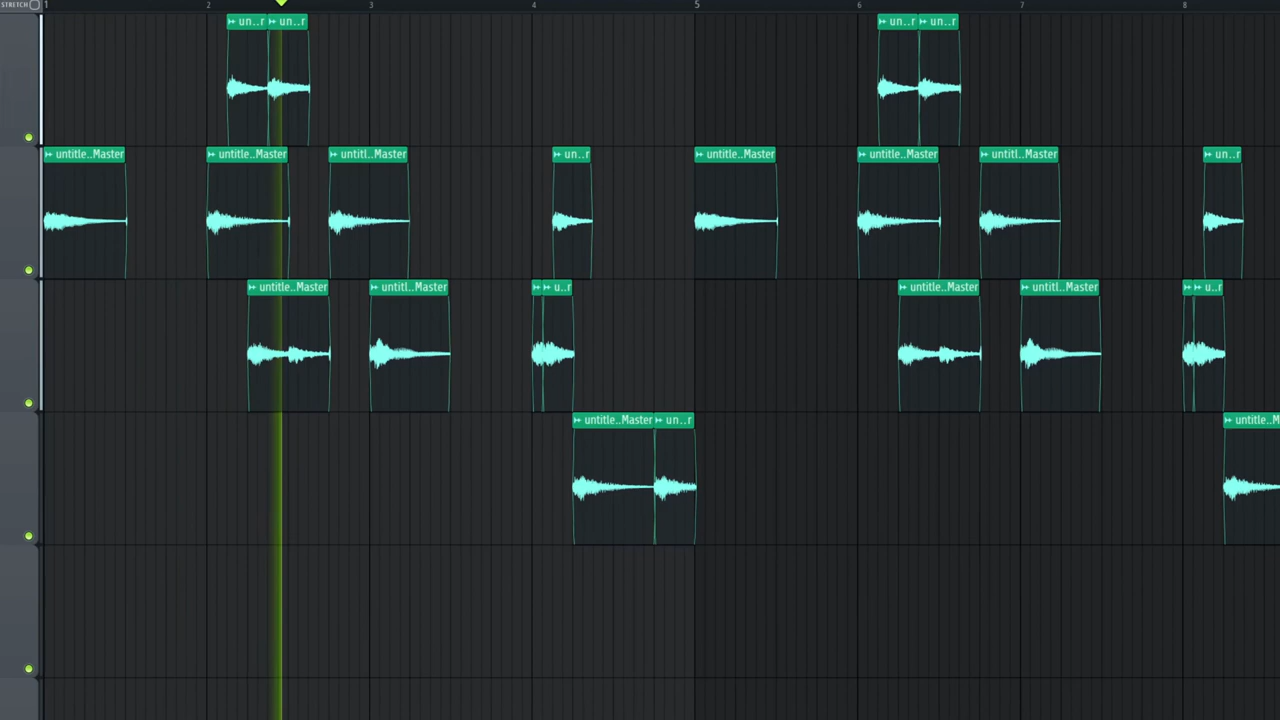 STRETCH 1 2 3 4 5 6 7 8
un..r un..r un..r un..r
untitle..Master untitle..Master untitl..Master un..r untitle..Master untitle..Master untitl..Master un..r
untitle..Master untitl..Master u..r untitle..Master untitl..Master u..r
untitle..Master un..r untitle..M